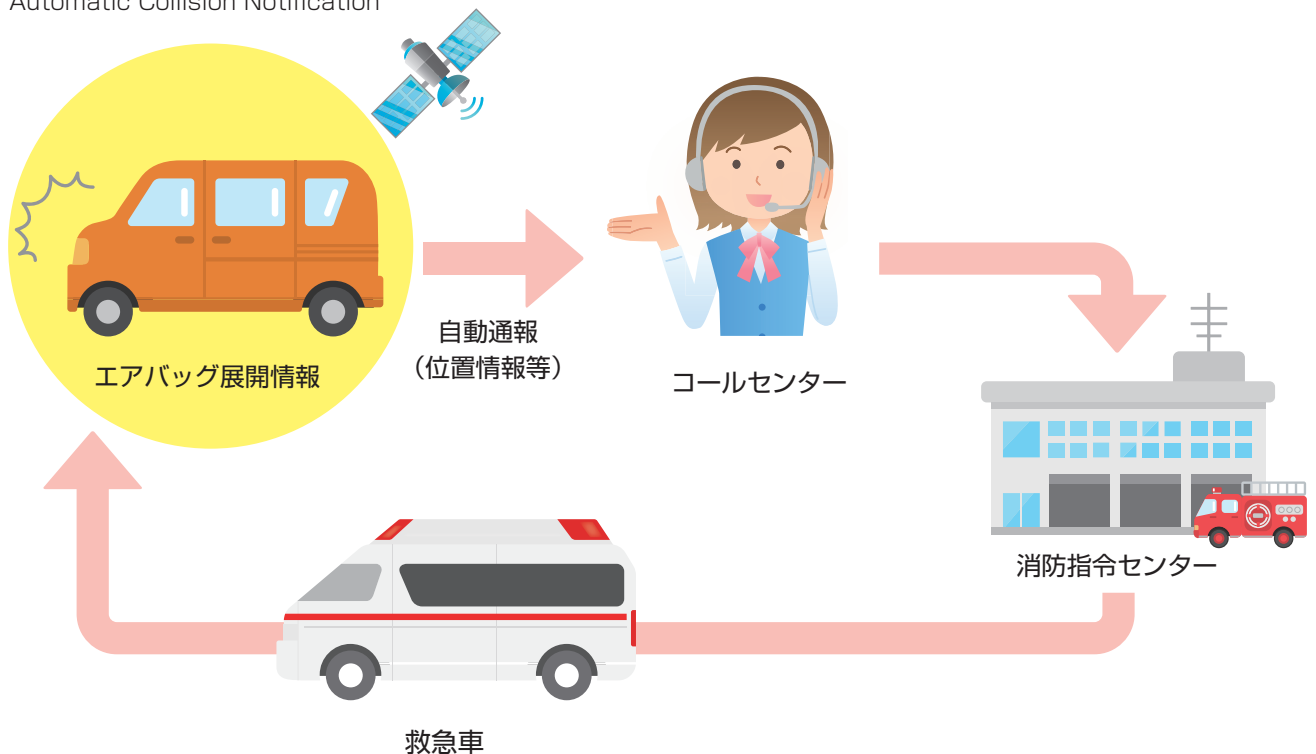 Automatic Collision Notification
エアバッグ展開情報
自動通報
（位置情報等）
コールセンター
消防指令センター
救急車